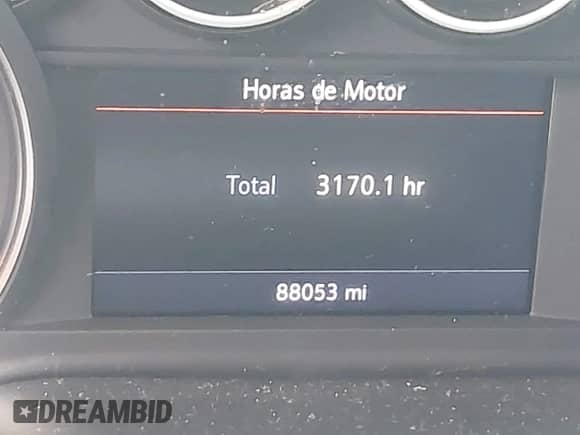 Horas de Motor
Total 3170.1 hr
88053 mi
DREAMBID